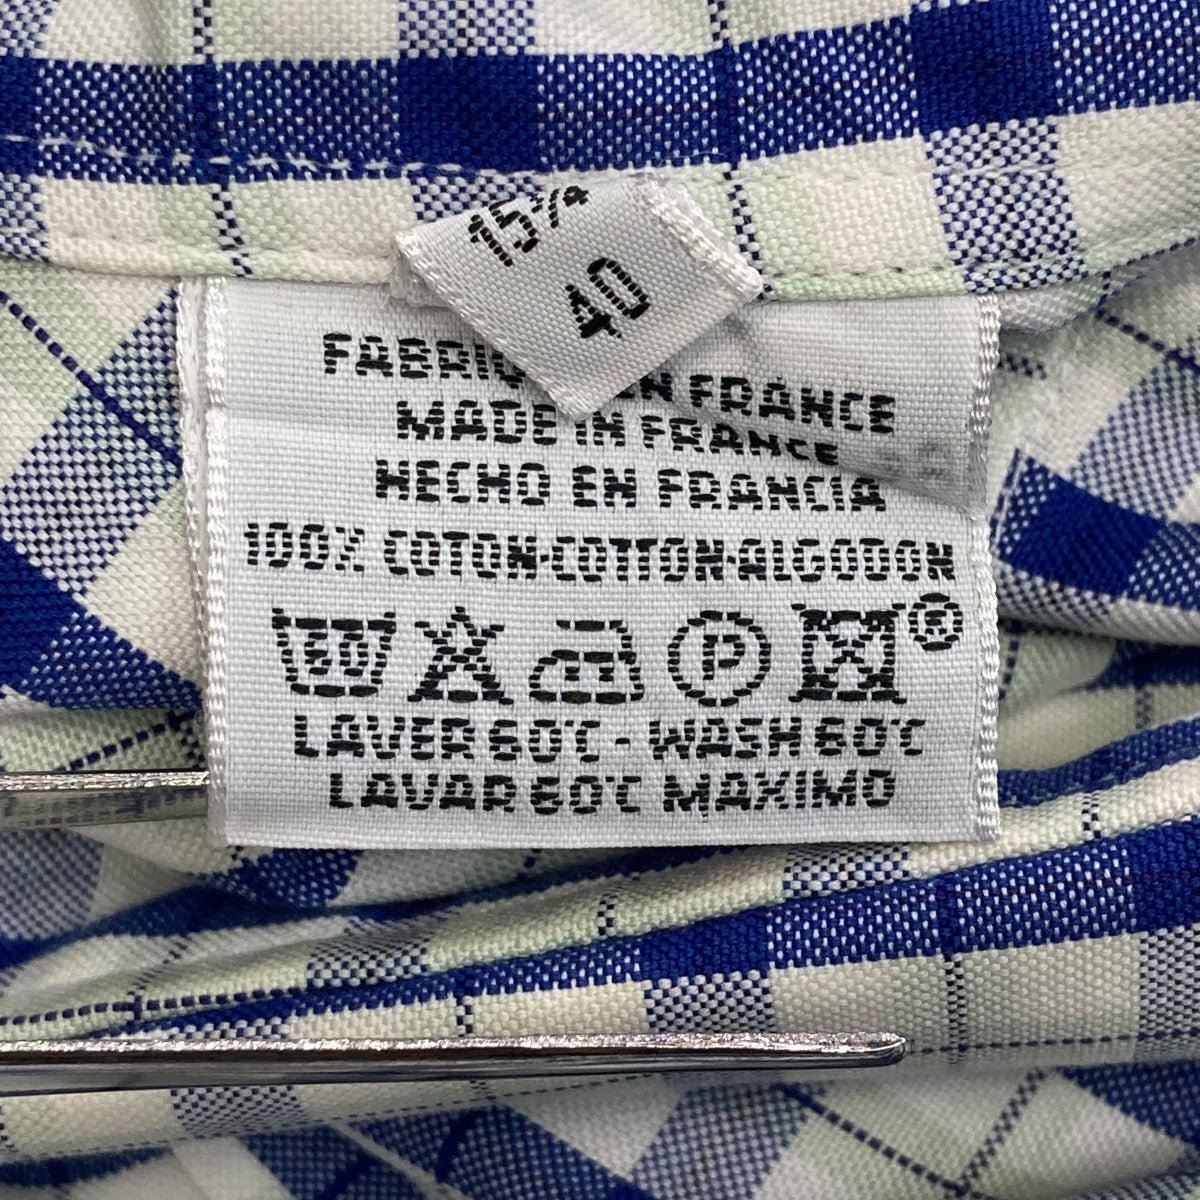 15¾
40
FABRIQUÉ EN FRANCE
MADE IN FRANCE
HECHO EN FRANCIA
100% COTON-COTTON-ALGODON
60 P ®
LAVER 60°C - WASH 60°C
LAVAR 60°C MAXIMO